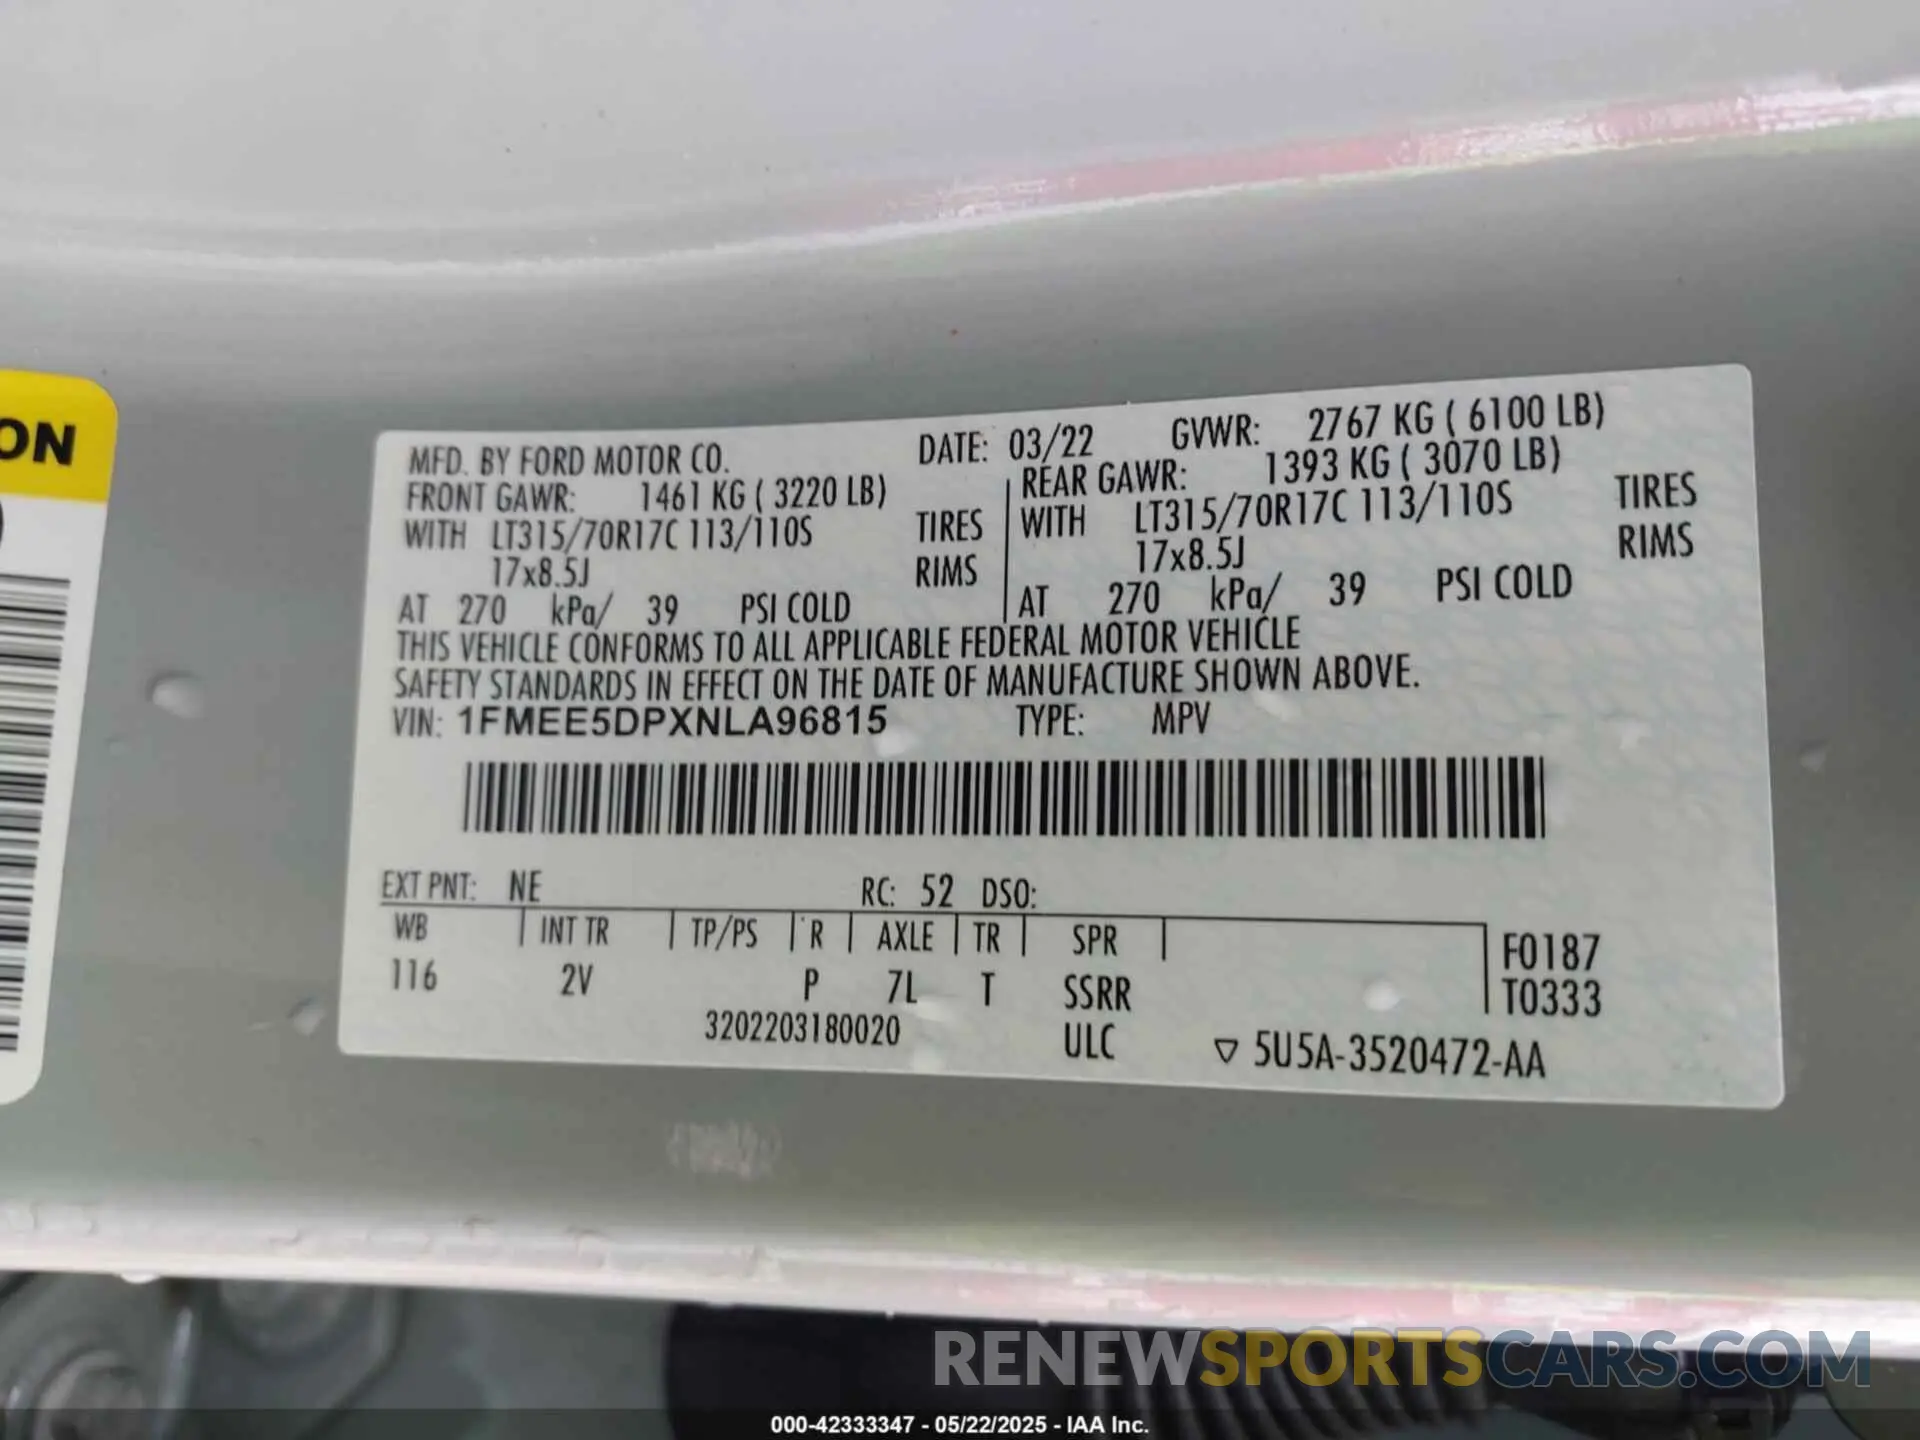 ON
MFD. BY FORD MOTOR CO. DATE: 03/22 GVWR: 2767 KG ( 6100 LB)
FRONT GAWR: 1461 KG ( 3220 LB) REAR GAWR: 1393 KG ( 3070 LB)
WITH LT315/70R17C 113/110S TIRES WITH LT315/70R17C 113/110S TIRES
17x8.5J RIMS 17x8.5J RIMS
AT 270 kPa/ 39 PSI COLD AT 270 kPa/ 39 PSI COLD
THIS VEHICLE CONFORMS TO ALL APPLICABLE FEDERAL MOTOR VEHICLE
SAFETY STANDARDS IN EFFECT ON THE DATE OF MANUFACTURE SHOWN ABOVE.
VIN: 1FMEE5DPXNLA96815 TYPE: MPV
EXT PNT: NE RC: 52 DSO:
WB INT TR TP/PS R AXLE TR SPR F0187
116 2V P 7L T SSRR T0333
3202203180020 ULC ▽ 5U5A-3520472-AA
RENEWSPORTSCARS.COM
000-42333347 - 05/22/2025 - IAA Inc.